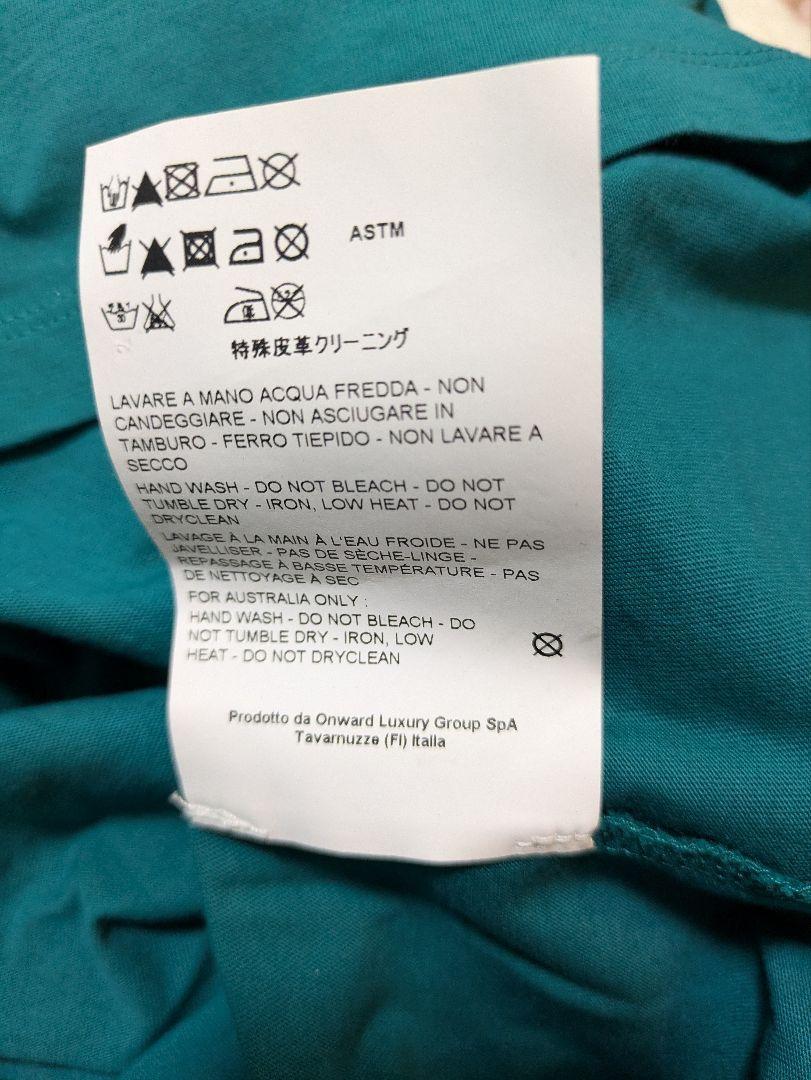 ASTM
特殊皮革クリーニング
LAVARE A MANO ACQUA FREDDA - NON
CANDEGGIARE - NON ASCIUGARE IN
TAMBURO - FERRO TIEPIDO - NON LAVARE A
SECCO
HAND WASH - DO NOT BLEACH - DO NOT
TUMBLE DRY - IRON, LOW HEAT - DO NOT
DRYCLEAN
LAVAGE À LA MAIN À L'EAU FROIDE - NE PAS
JAVELLISER - PAS DE SÈCHE-LINGE -
REPASSAGE À BASSE TEMPÉRATURE - PAS
DE NETTOYAGE À SEC
FOR AUSTRALIA ONLY :
HAND WASH - DO NOT BLEACH - DO
NOT TUMBLE DRY - IRON, LOW
HEAT - DO NOT DRYCLEAN
Prodotto da Onward Luxury Group SpA
Tavarnuzze (FI) Italia